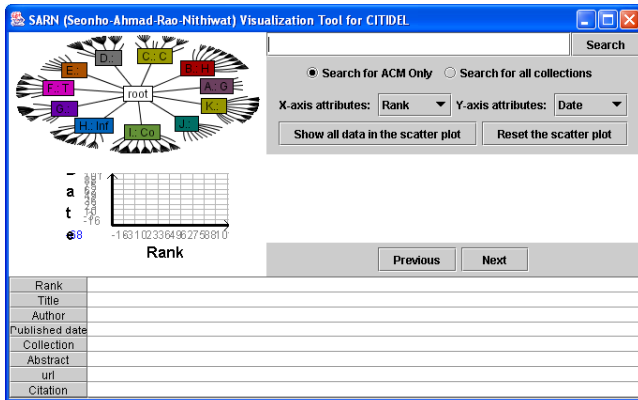 SARN (Seonho-Ahmad-Rao-Nithiwat) Visualization Tool for CITIDEL
Search
Search for ACM Only
Search for all collections
X-axis attributes: Rank Y-axis attributes: Date
Show all data in the scatter plot
Reset the scatter plot
D.:
C.: C
E.:
B.: H
F.: T
root
A.: G
G.:
K.:
H.: Inf
I.: Co
J.:
Date
Rank
Previous
Next
Rank
Title
Author
Published date
Collection
Abstract
url
Citation